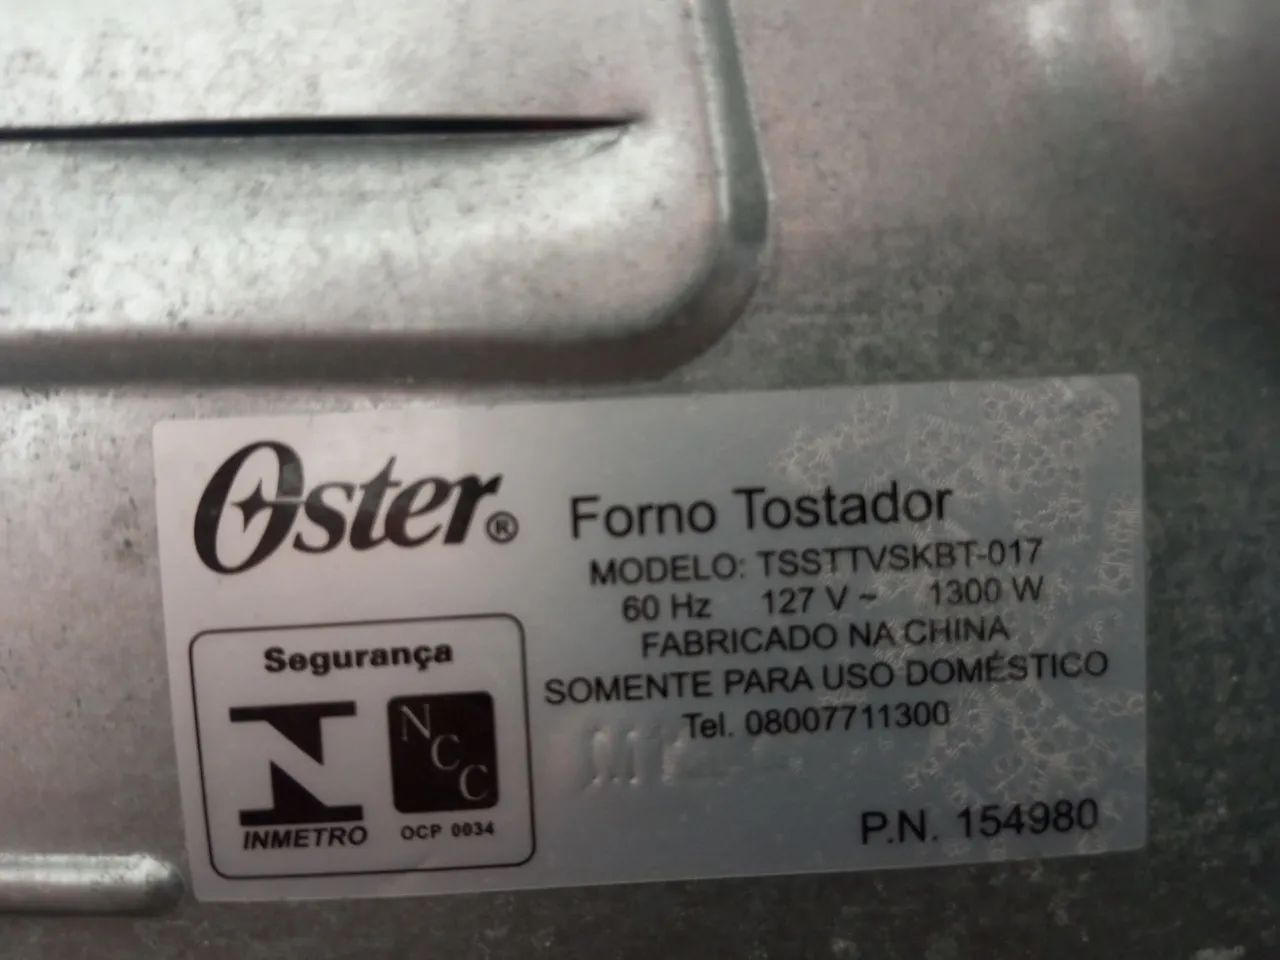 Oster®
Forno Tostador
MODELO: TSSTTVSKBT-017
60 Hz 127 V ~ 1300 W
FABRICADO NA CHINA
SOMENTE PARA USO DOMÉSTICO
Tel. 08007711300
P.N. 154980
Segurança
NCC
INMETRO
OCP 0034